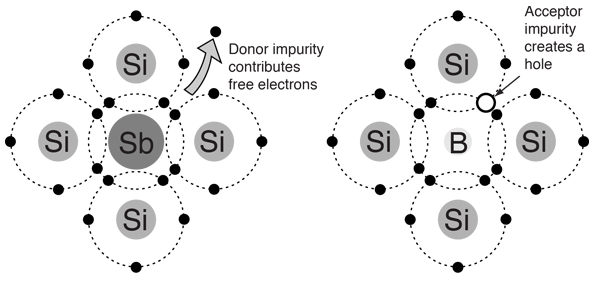 Si
Donor impurity
contributes
free electrons
Si
Sb
Si
Si
Acceptor
impurity
creates a
hole
Si
Si
B
Si
Si